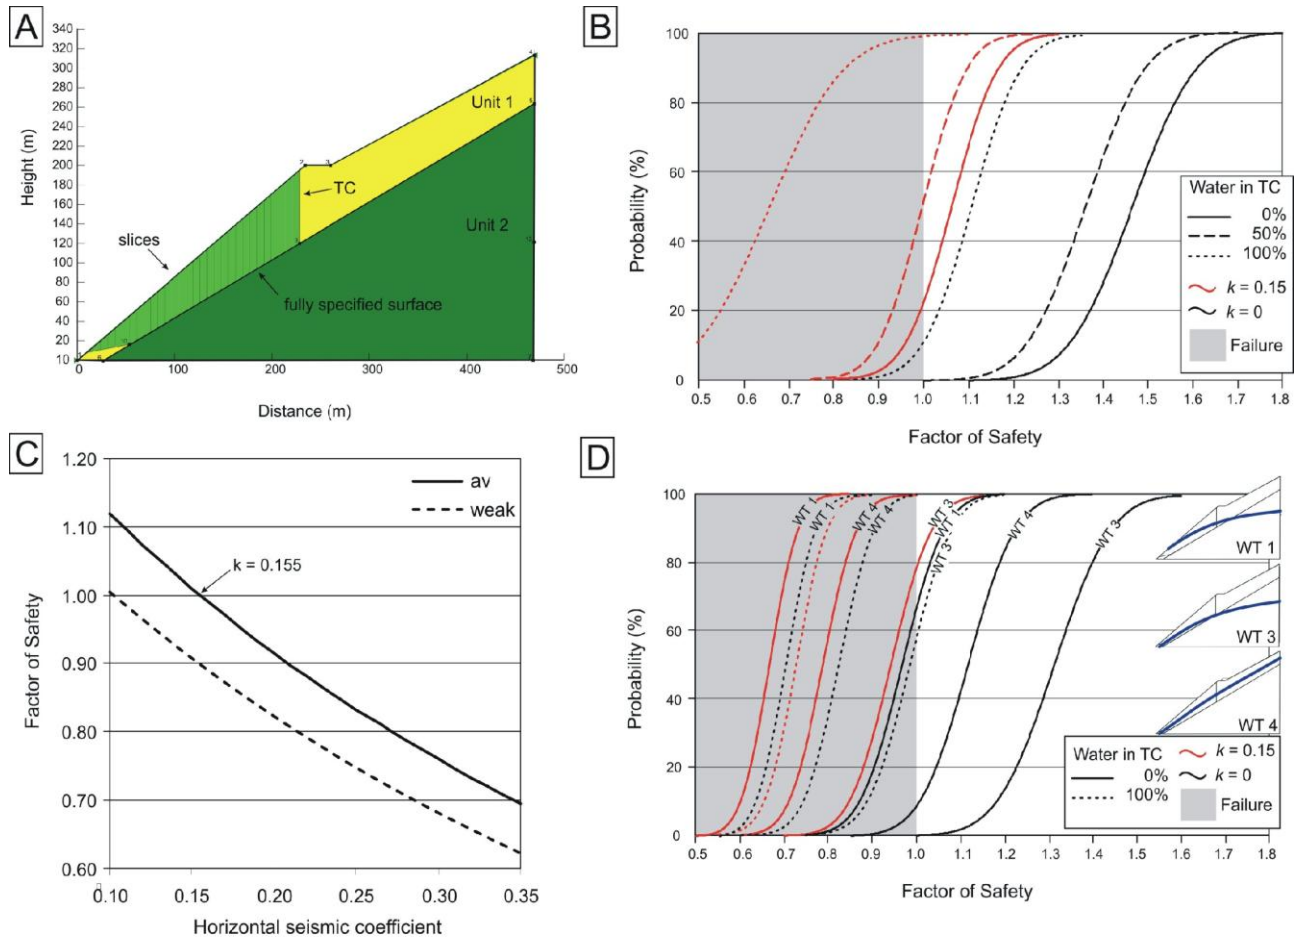 A
340
320
300
280
260
240
220
200
180
160
140
120
100
80
60
40
20
10
Height (m)
Unit 1
TC
Unit 2
slices
fully specified surface
0
100
200
300
400
500
Distance (m)
B
100
80
60
40
20
0
Probability (%)
Water in TC
0%
50%
100%
k = 0.15
k = 0
Failure
0.5 0.6 0.7 0.8 0.9 1.0 1.1 1.2 1.3 1.4 1.5 1.6 1.7 1.8
Factor of Safety
C
1.20
1.10
1.00
0.90
0.80
0.70
0.60
Factor of Safety
av
weak
k = 0.155
0.10 0.15 0.20 0.25 0.30 0.35
Horizontal seismic coefficient
D
100
80
60
40
20
0
Probability (%)
WT 1
WT 1
WT 4
WT 4
WT 3
WT 1
WT 3
WT 4
WT 3
WT 1
WT 3
WT 4
Water in TC
0%
100%
k = 0.15
k = 0
Failure
0.5 0.6 0.7 0.8 0.9 1.0 1.1 1.2 1.3 1.4 1.5 1.6 1.7 1.8
Factor of Safety